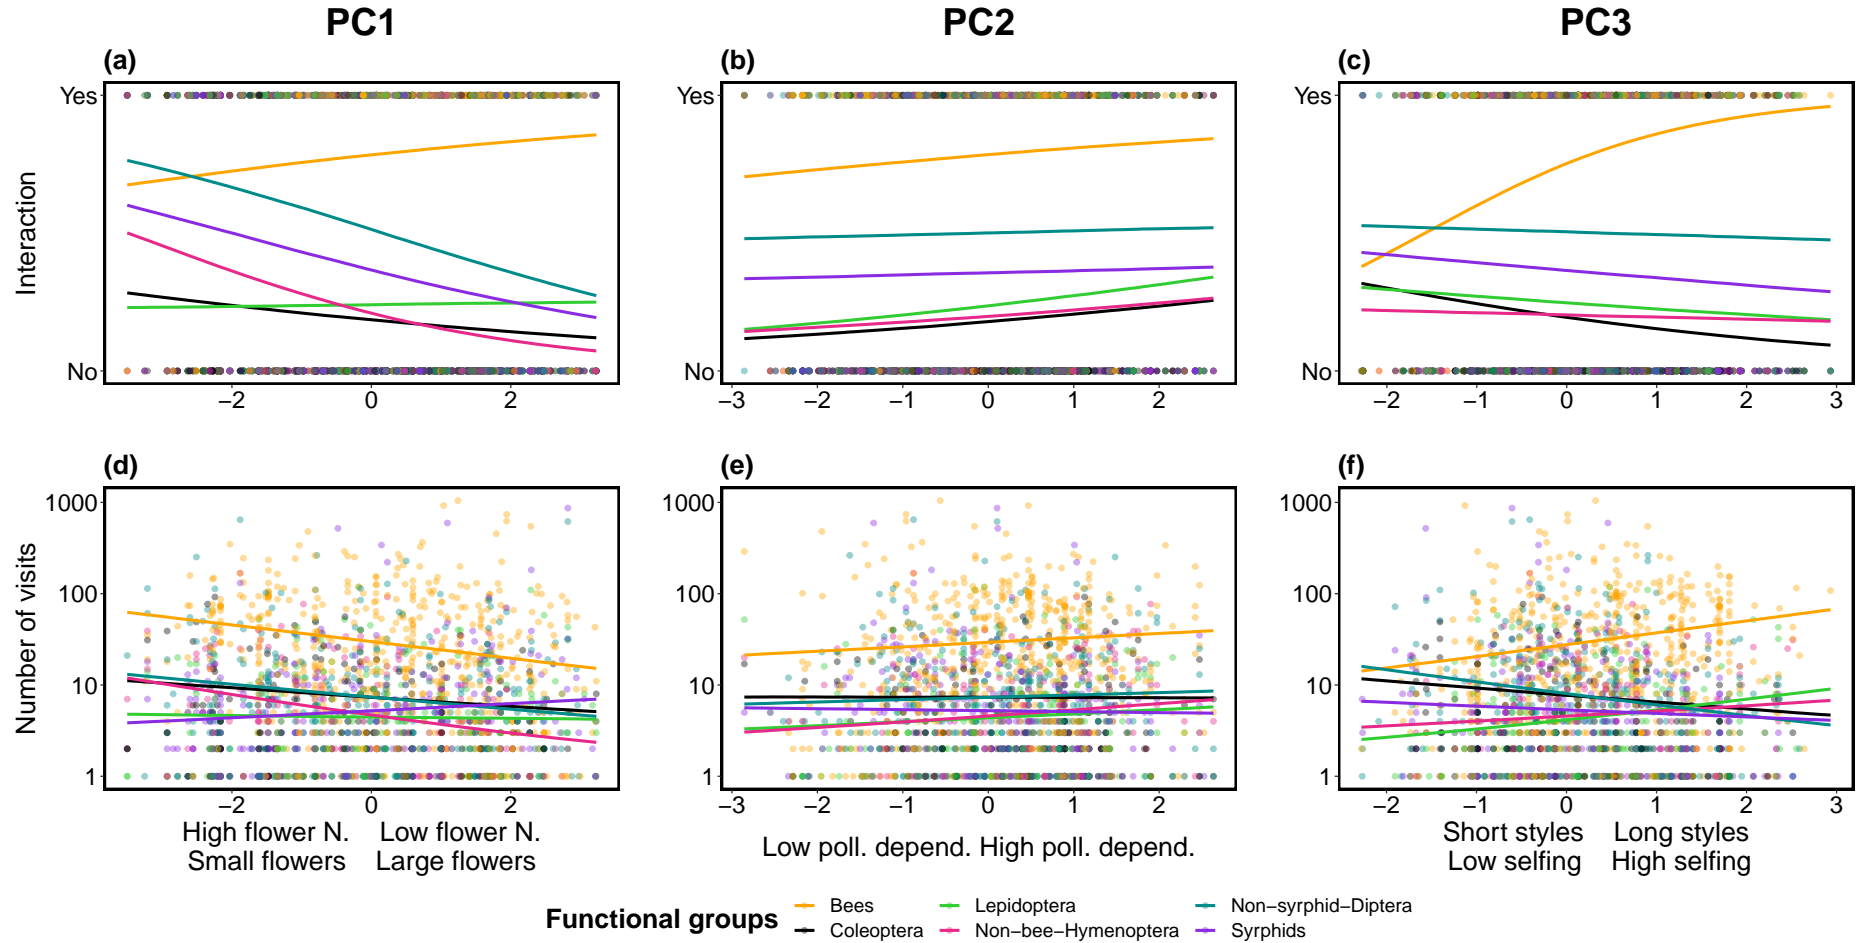 PC1 PC2 PC3
(a) (b) (c)
Yes Yes Yes
Interaction
No No No
−2 0 2 −3 −2 −1 0 1 2 −2 −1 0 1 2 3
(d) (e) (f)
1000 1000 1000
100 100 100
Number of visits
10 10 10
1 1 1
−2 0 2 −3 −2 −1 0 1 2 −2 −1 0 1 2 3
High flower N. Low flower N. Low poll. depend. High poll. depend. Short styles Long styles
Small flowers Large flowers Low selfing High selfing
Functional groups
Bees Lepidoptera Non−syrphid−Diptera
Coleoptera Non−bee−Hymenoptera Syrphids